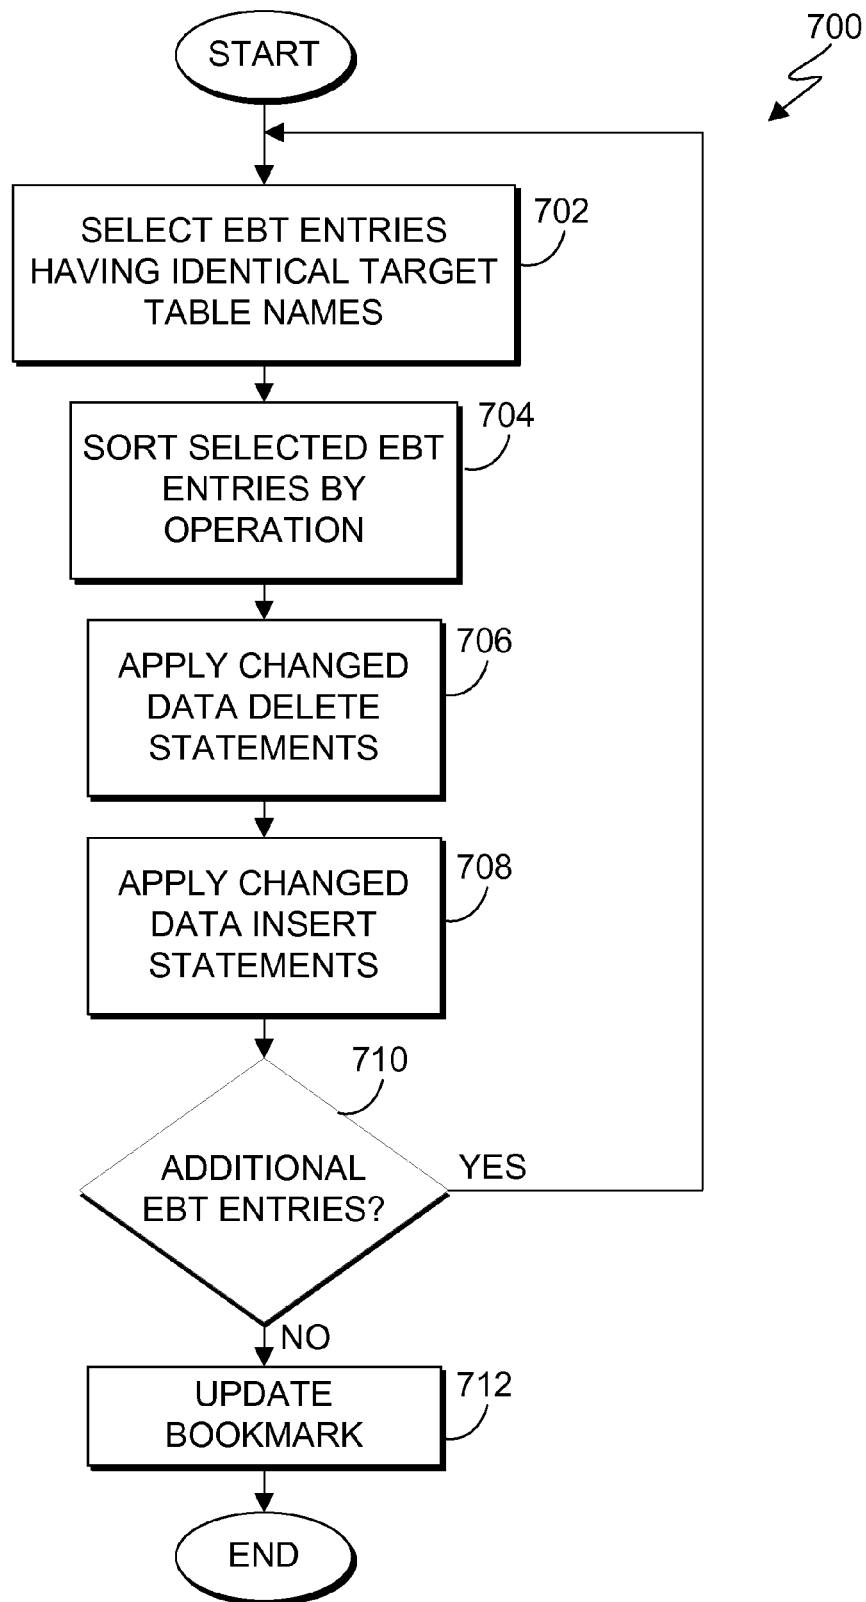 START
700
SELECT EBT ENTRIES
HAVING IDENTICAL TARGET
TABLE NAMES
702
SORT SELECTED EBT
ENTRIES BY
OPERATION
704
APPLY CHANGED
DATA DELETE
STATEMENTS
706
APPLY CHANGED
DATA INSERT
STATEMENTS
708
710
ADDITIONAL
EBT ENTRIES?
YES
NO
UPDATE
BOOKMARK
712
END